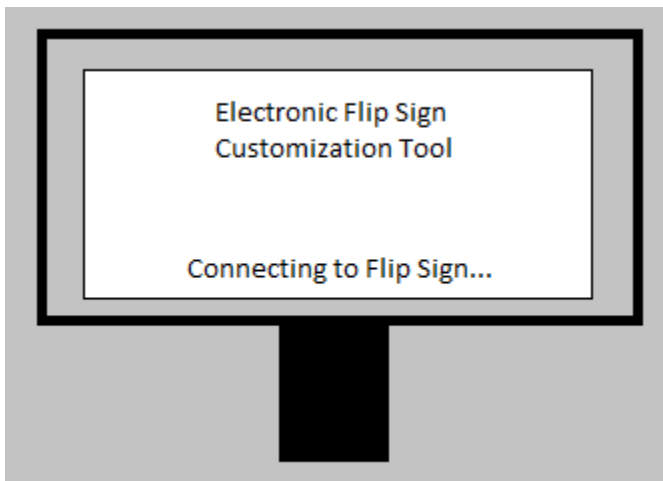 Electronic Flip Sign
Customization Tool
Connecting to Flip Sign...